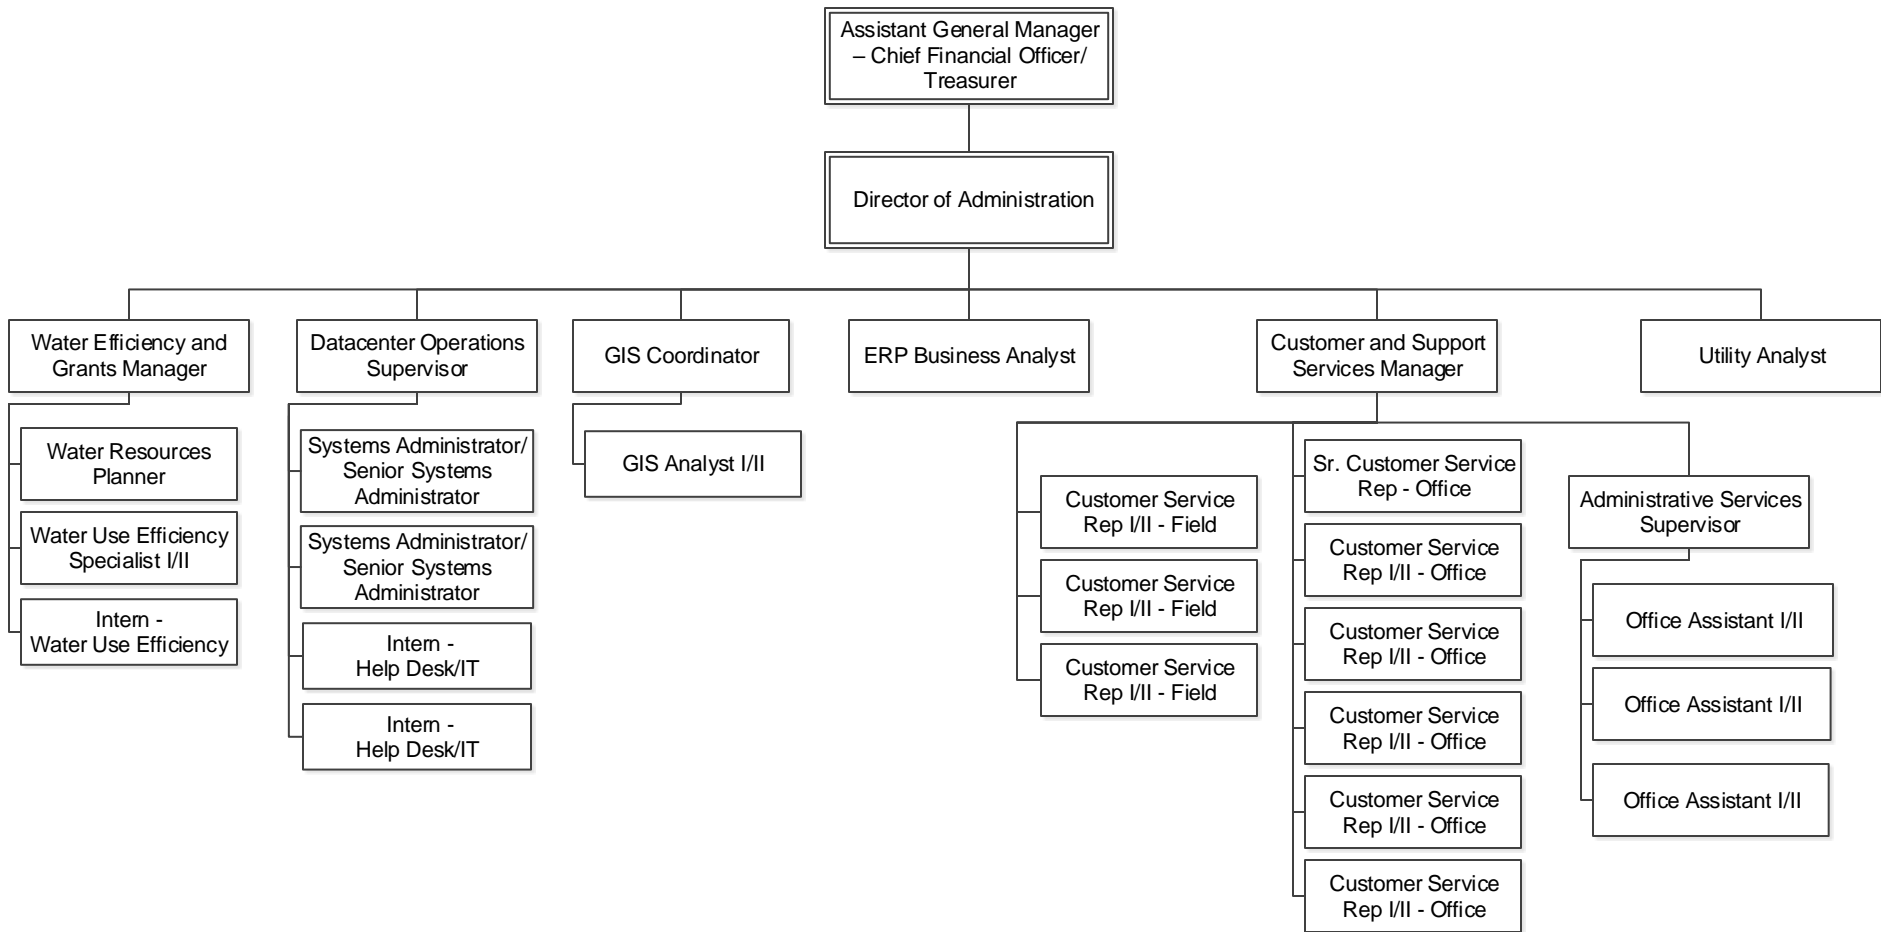 Assistant General Manager
– Chief Financial Officer/
Treasurer
Director of Administration
Water Efficiency and
Grants Manager
Datacenter Operations
Supervisor
GIS Coordinator
ERP Business Analyst
Customer and Support
Services Manager
Utility Analyst
Water Resources
Planner
Water Use Efficiency
Specialist I/II
Intern -
Water Use Efficiency
Systems Administrator/
Senior Systems
Administrator
Systems Administrator/
Senior Systems
Administrator
Intern -
Help Desk/IT
Intern -
Help Desk/IT
GIS Analyst I/II
Customer Service
Rep I/II - Field
Customer Service
Rep I/II - Field
Customer Service
Rep I/II - Field
Sr. Customer Service
Rep - Office
Customer Service
Rep I/II - Office
Customer Service
Rep I/II - Office
Customer Service
Rep I/II - Office
Customer Service
Rep I/II - Office
Customer Service
Rep I/II - Office
Administrative Services
Supervisor
Office Assistant I/II
Office Assistant I/II
Office Assistant I/II